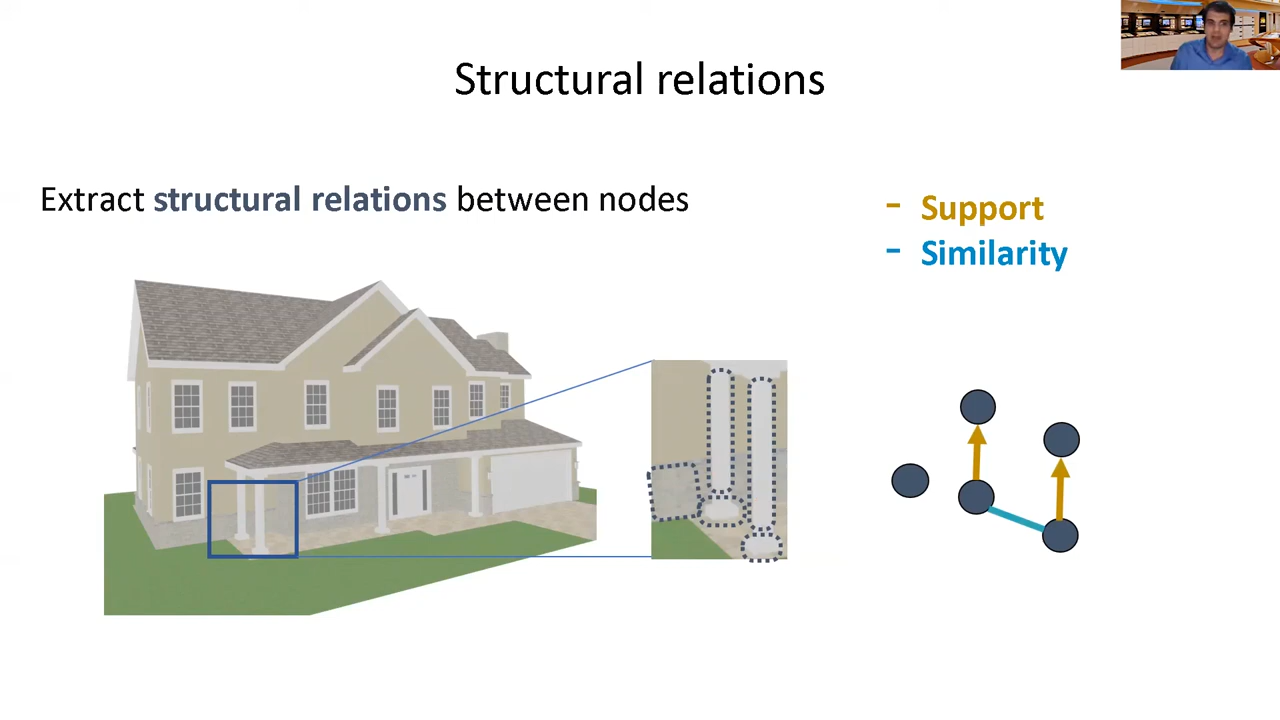 Structural relations
Extract structural relations between nodes
- Support
- Similarity